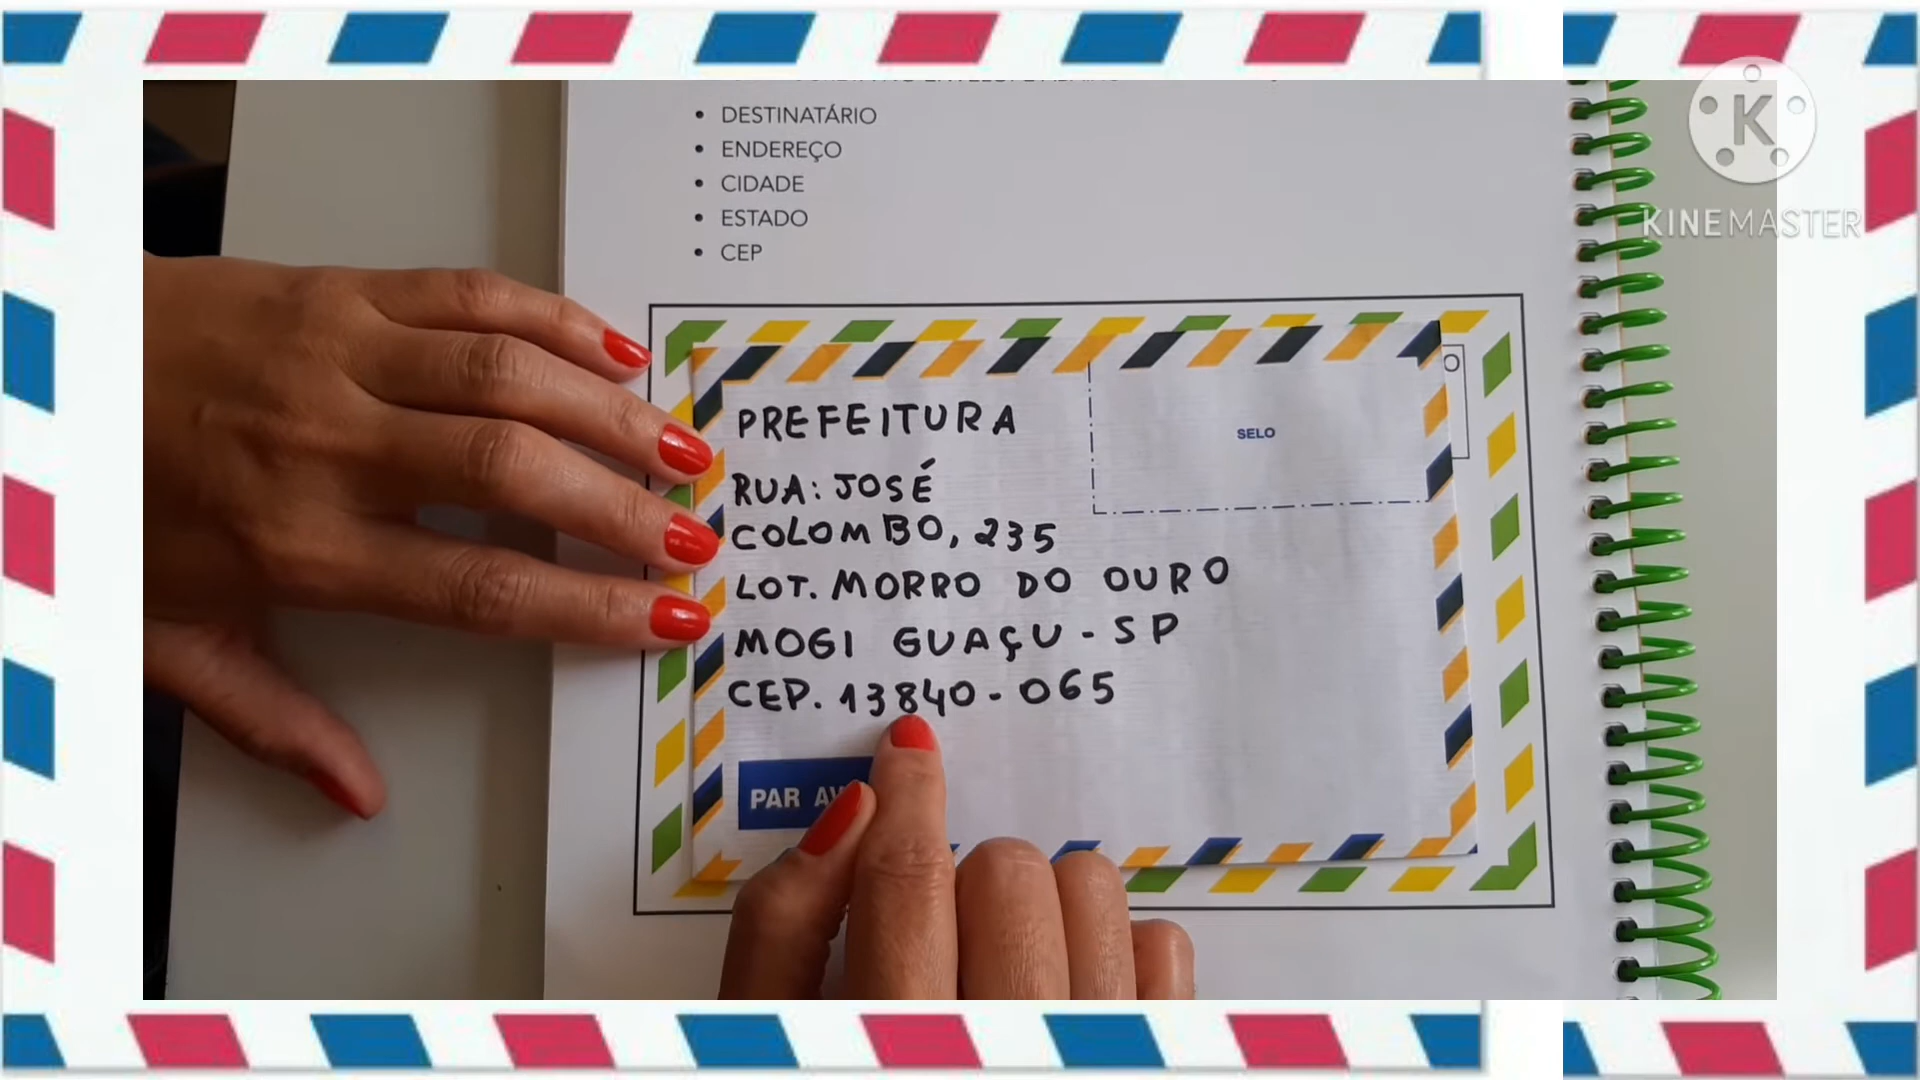 • DESTINATÁRIO
• ENDEREÇO
• CIDADE
• ESTADO
• CEP
K
KINEMASTER
PREFEITURA
SELO
RUA: JOSÉ
COLOMBO, 235
LOT. MORRO DO OURO
MOGI GUAÇU - SP
CEP. 13840-065
PAR